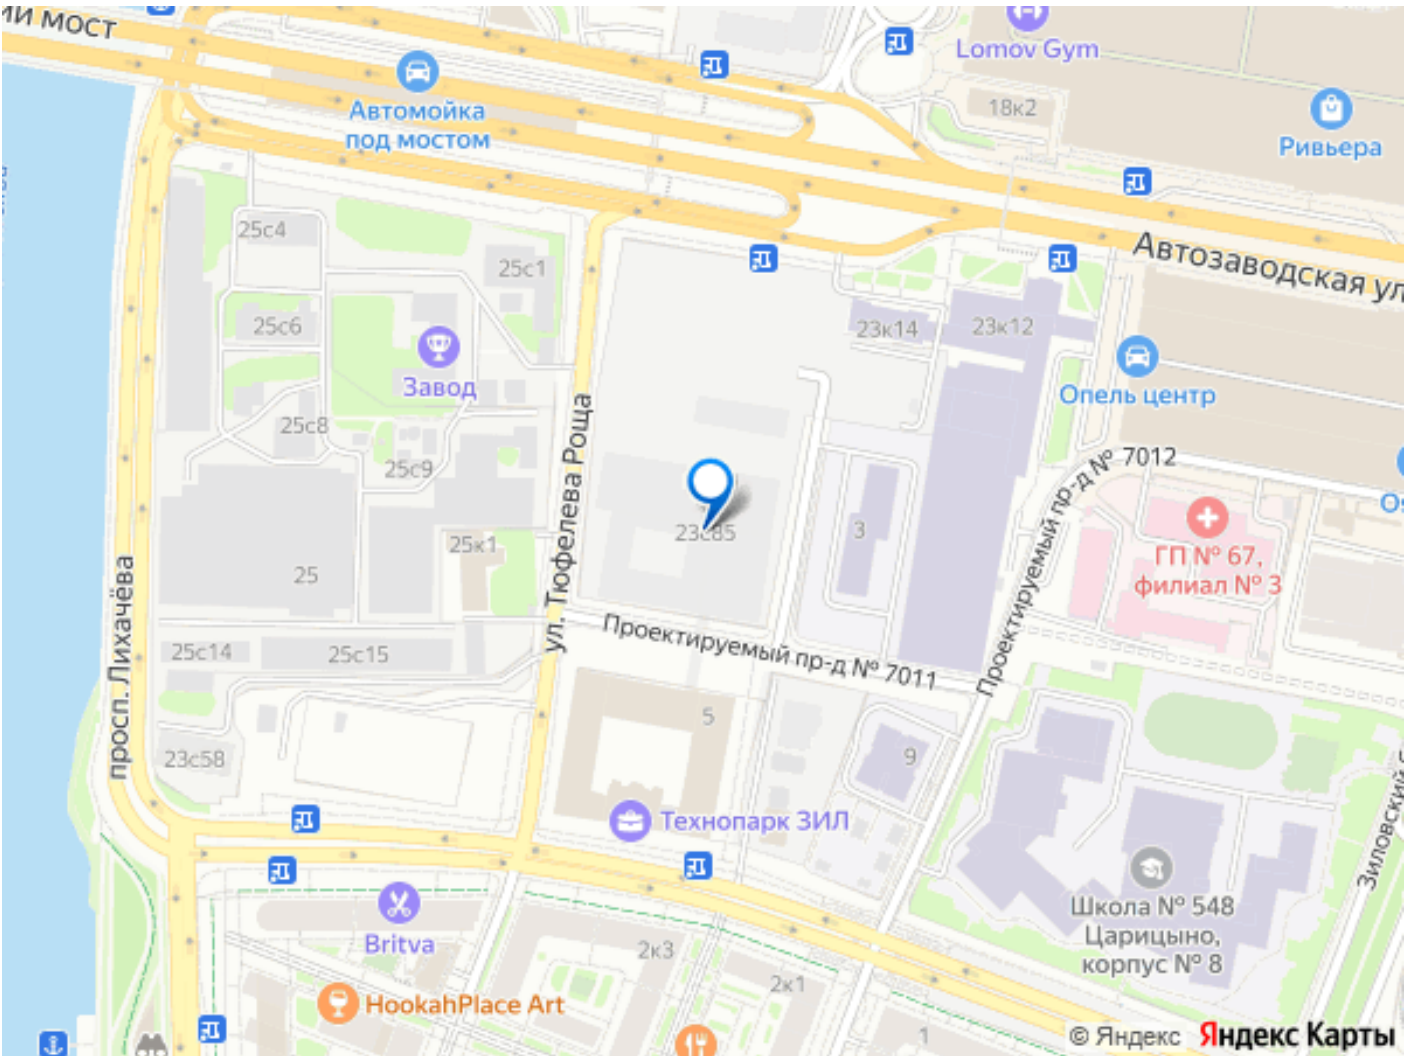 ий мост
Lomov Gym
Автомойка
под мостом
18к2
Ривьера
25с4
25с1
Автозаводская ул
25с6
23к14
23к12
Завод
Опель центр
25с8
25с9
ул. Тюфелева Роща
Проектируемый пр-д № 7012
23с85
3
25к1
ГП № 67,
филиал № 3
25
просп. Лихачёва
Проектируемый пр-д № 7011
25с14
25с15
5
9
23с58
Технопарк ЗИЛ
Зиловский б
Школа № 548
Царицыно,
корпус № 8
Britva
2к3
2к1
HookahPlace Art
1
© Яндекс Яндекс Карты